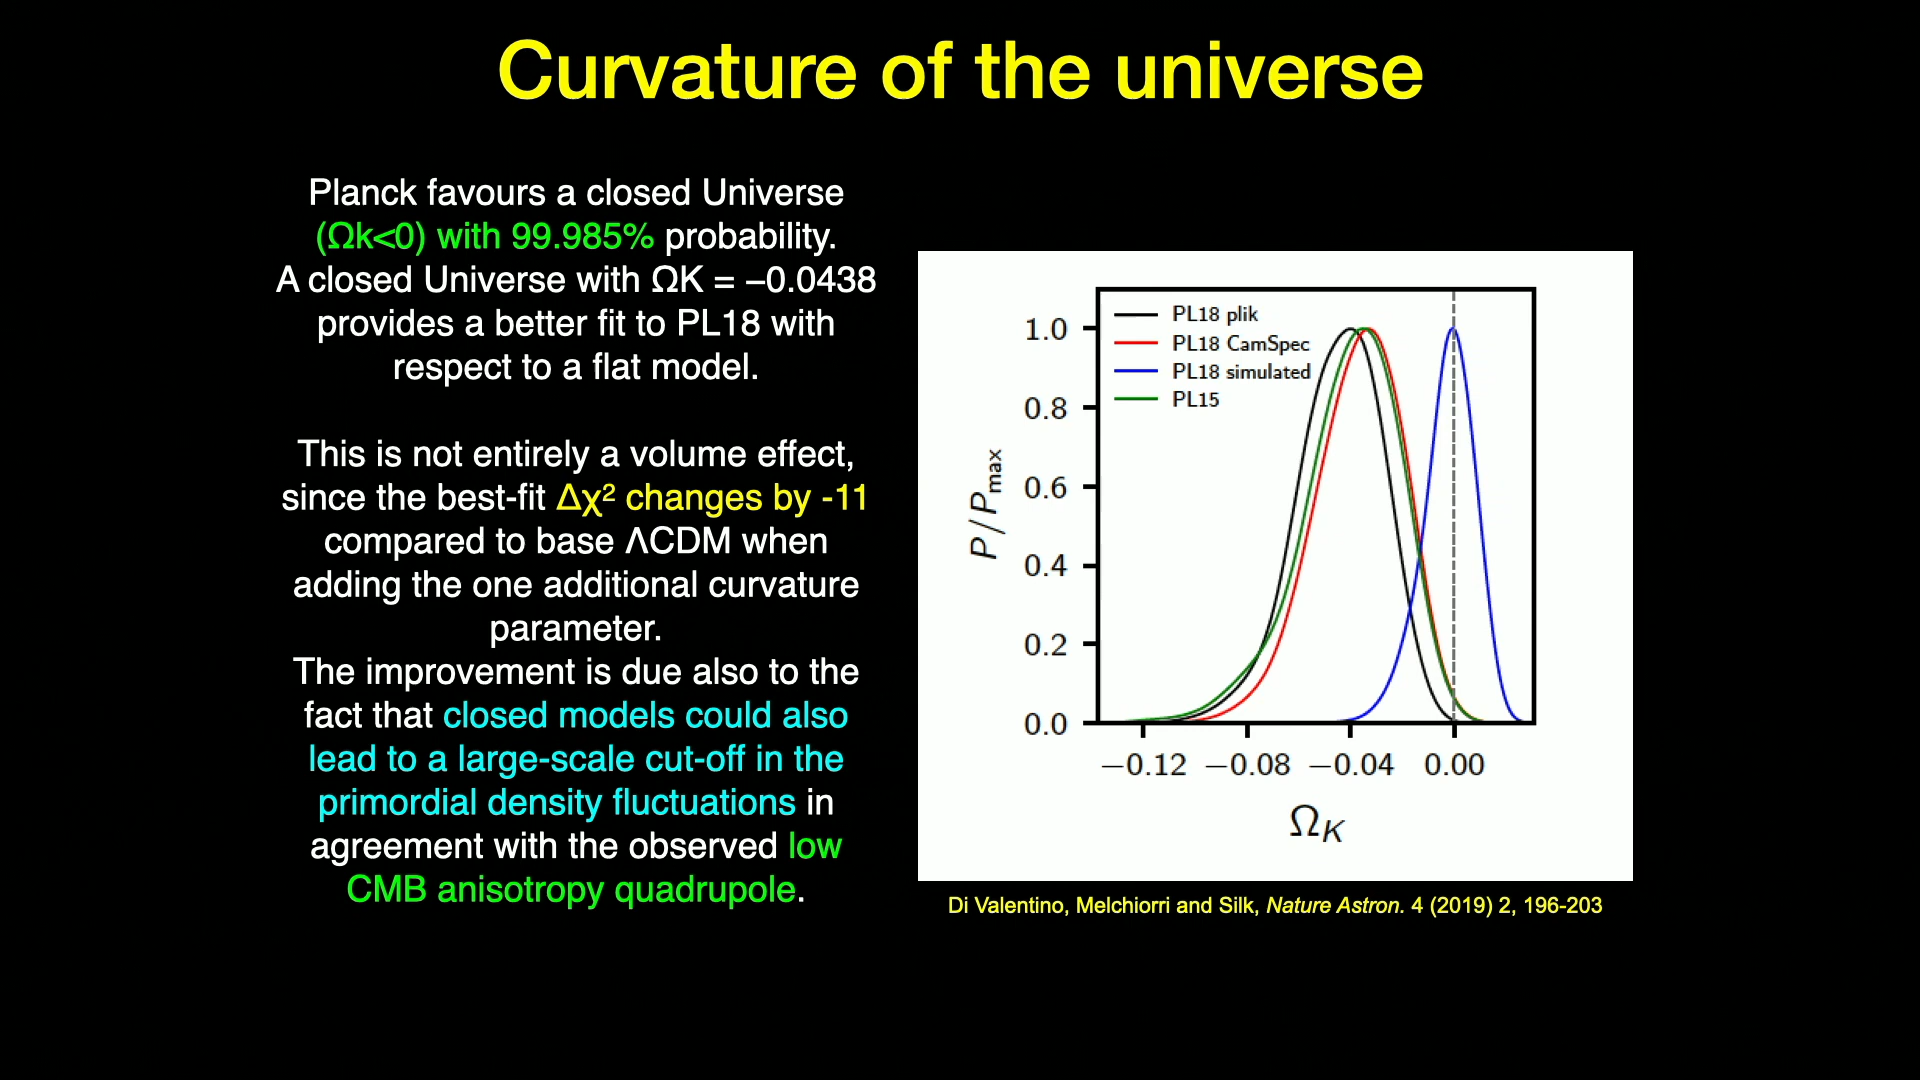 Curvature of the universe
Planck favours a closed Universe
(Ωk<0) with 99.985% probability.
A closed Universe with ΩK = −0.0438
provides a better fit to PL18 with
respect to a flat model.
This is not entirely a volume effect,
since the best-fit Δχ² changes by -11
compared to base ΛCDM when
adding the one additional curvature
parameter.
The improvement is due also to the
fact that closed models could also
lead to a large-scale cut-off in the
primordial density fluctuations in
agreement with the observed low
CMB anisotropy quadrupole.
PL18 plik
PL18 CamSpec
PL18 simulated
PL15
1.0
0.8
0.6
0.4
0.2
0.0
P/Pmax
−0.12 −0.08 −0.04 0.00
ΩK
Di Valentino, Melchiorri and Silk, Nature Astron. 4 (2019) 2, 196-203